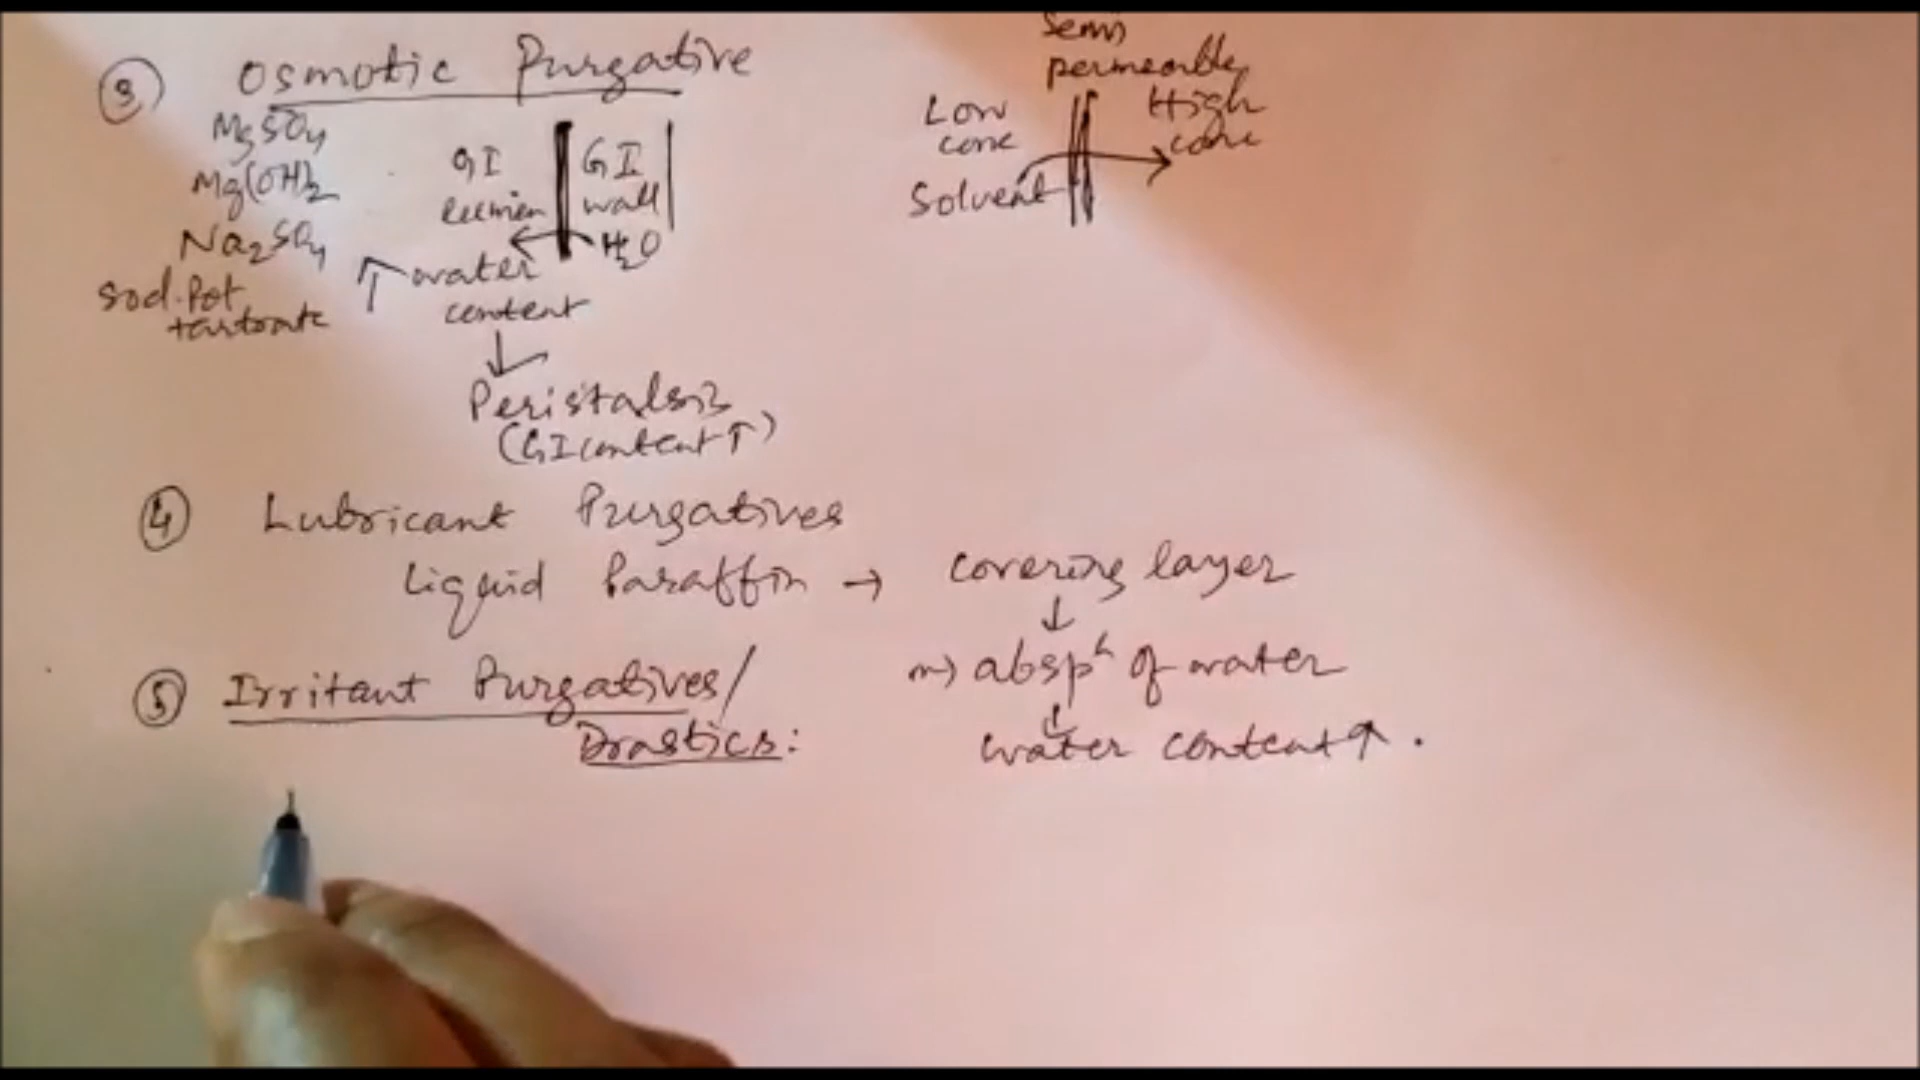 ③ Osmotic Purgative
MgSO4
Mg(OH)2
Na2SO4
Sod. Pot
tartrate
GI
lumen
GI
wall
H2O
↑ water
content
↓
Peristalsis
(GI content ↑)
Semi
permeable
Low
conc
High
conc
Solvent
④ Lubricant Purgatives
Liquid Paraffin → covering layer
↓
abspn of water
↓
water content ↑ .
⑤ Irritant Purgatives/
Drastics: